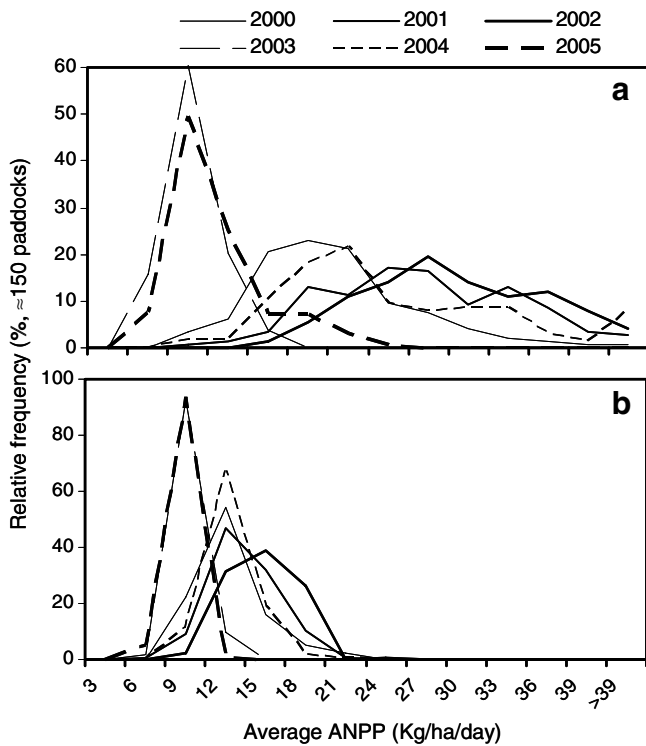 2000 2001 2002
2003 2004 2005
a
60
50
40
30
20
10
0
Relative frequency (%, ≈150 paddocks)
b
100
80
60
40
20
0
3 6 9 12 15 18 21 24 27 30 33 36 39 >39
Average ANPP (Kg/ha/day)